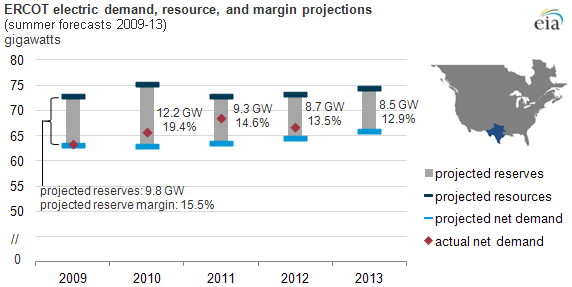 ERCOT electric demand, resource, and margin projections
(summer forecasts 2009-13)
gigawatts
eia
80
75
70
65
60
55
50
//
0
12.2 GW
19.4%
9.3 GW
14.6%
8.7 GW
13.5%
8.5 GW
12.9%
projected reserves: 9.8 GW
projected reserve margin: 15.5%
2009
2010
2011
2012
2013
projected reserves
projected resources
projected net demand
actual net demand